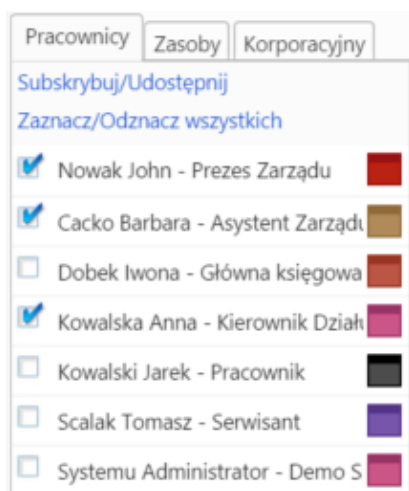 Pracownicy Zasoby Korporacyjny
Subskrybuj/Udostępnij
Zaznacz/Odznacz wszystkich
Nowak John - Prezes Zarządu
Cacko Barbara - Asystent Zarządu
Dobek Iwona - Główna księgowa
Kowalska Anna - Kierownik Dział
Kowalski Jarek - Pracownik
Scalak Tomasz - Serwisant
Systemu Administrator - Demo S